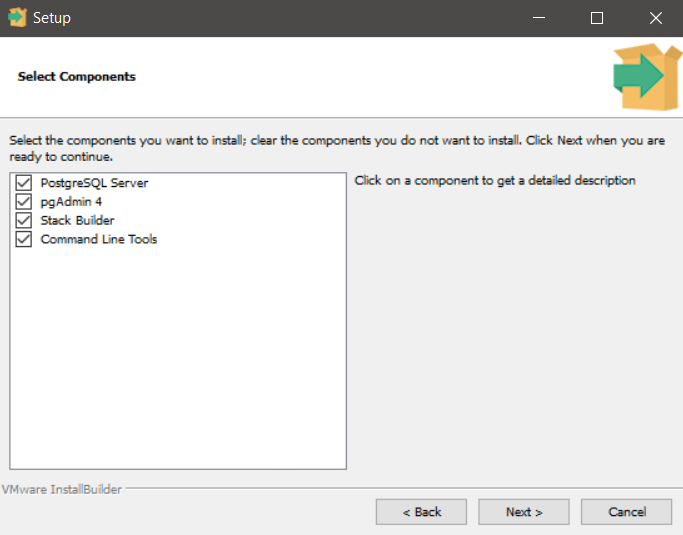 Setup
Select Components
Select the components you want to install; clear the components you do not want to install. Click Next when you are
ready to continue.
PostgreSQL Server
pgAdmin 4
Stack Builder
Command Line Tools
Click on a component to get a detailed description
VMware InstallBuilder
< Back
Next >
Cancel